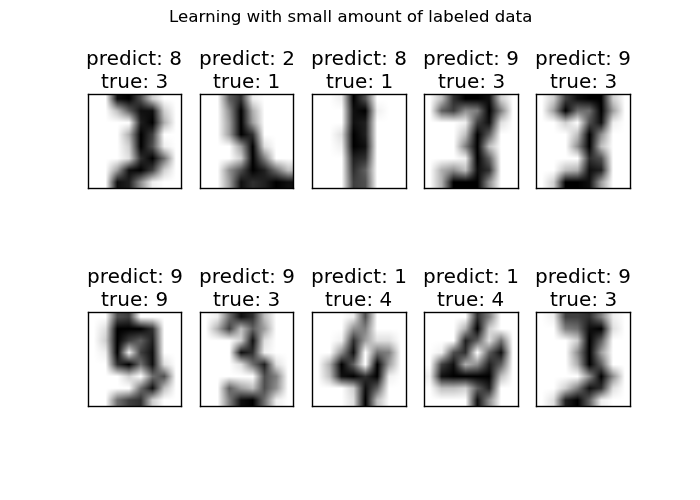 Learning with small amount of labeled data
predict: 8
true: 3
predict: 2
true: 1
predict: 8
true: 1
predict: 9
true: 3
predict: 9
true: 3
predict: 9
true: 9
predict: 9
true: 3
predict: 1
true: 4
predict: 1
true: 4
predict: 9
true: 3